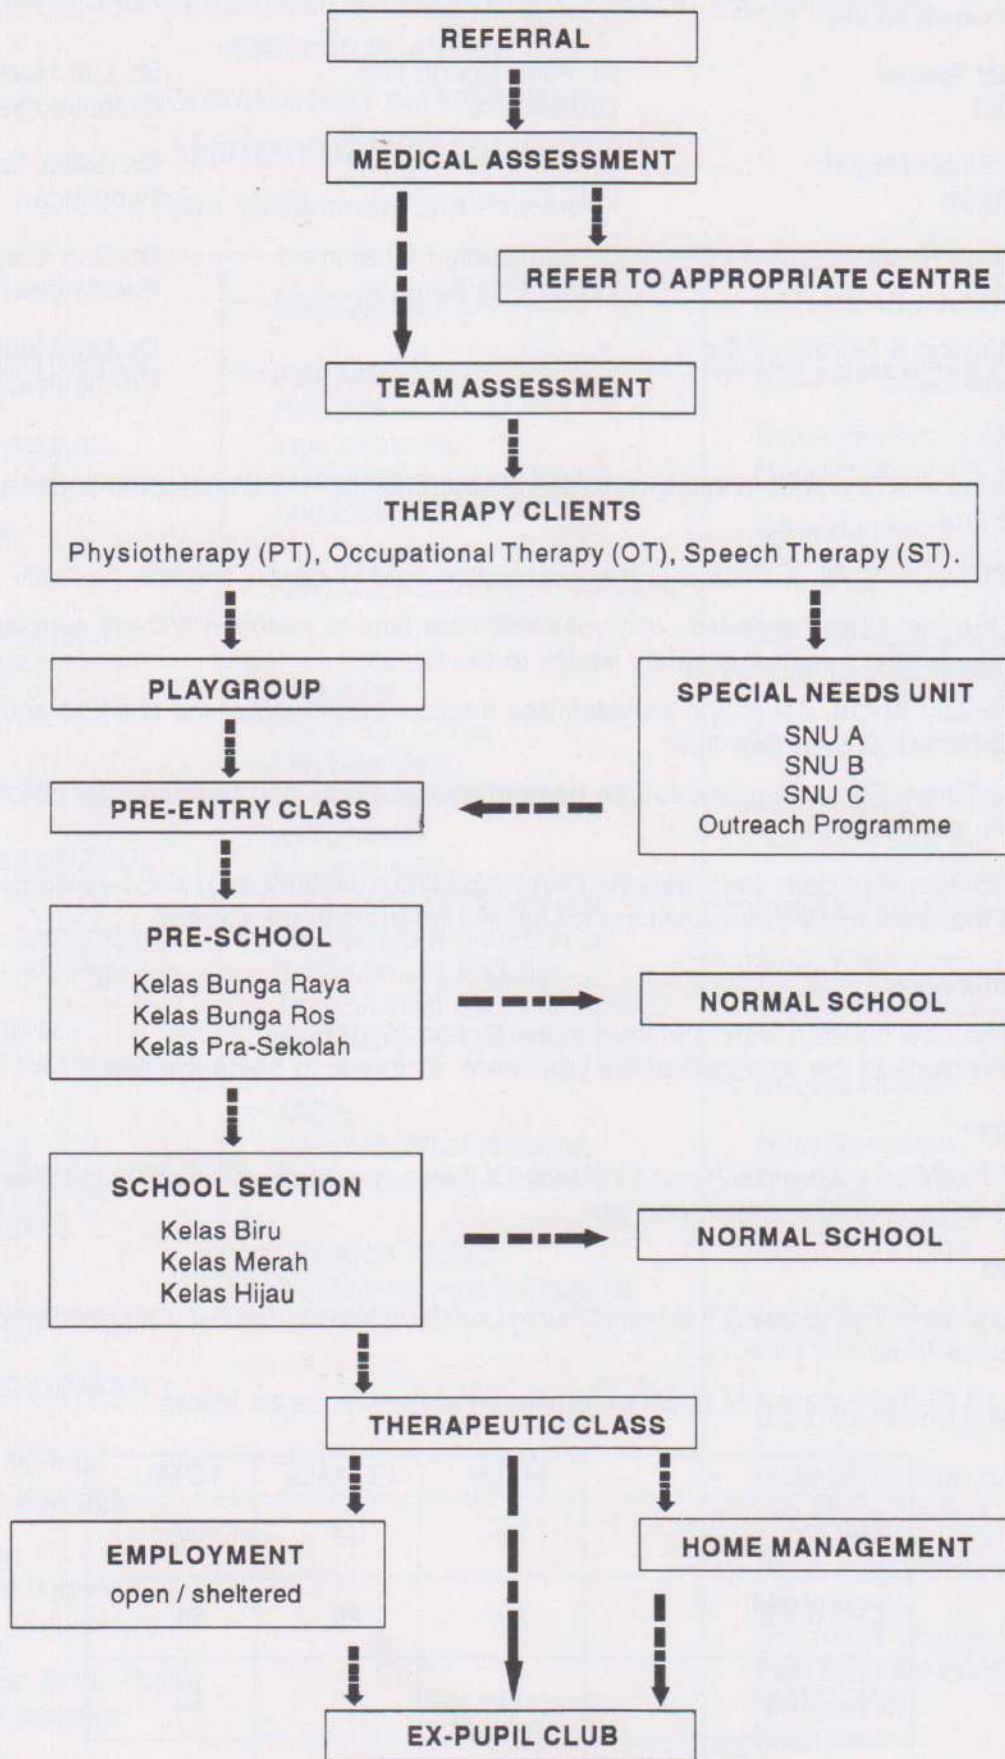 REFERRAL
MEDICAL ASSESSMENT
REFER TO APPROPRIATE CENTRE
TEAM ASSESSMENT
THERAPY CLIENTS
Physiotherapy (PT), Occupational Therapy (OT), Speech Therapy (ST).
PLAYGROUP
SPECIAL NEEDS UNIT
SNU A
SNU B
SNU C
Outreach Programme
PRE-ENTRY CLASS
PRE-SCHOOL
Kelas Bunga Raya
Kelas Bunga Ros
Kelas Pra-Sekolah
NORMAL SCHOOL
SCHOOL SECTION
Kelas Biru
Kelas Merah
Kelas Hijau
NORMAL SCHOOL
THERAPEUTIC CLASS
EMPLOYMENT
open / sheltered
HOME MANAGEMENT
EX-PUPIL CLUB